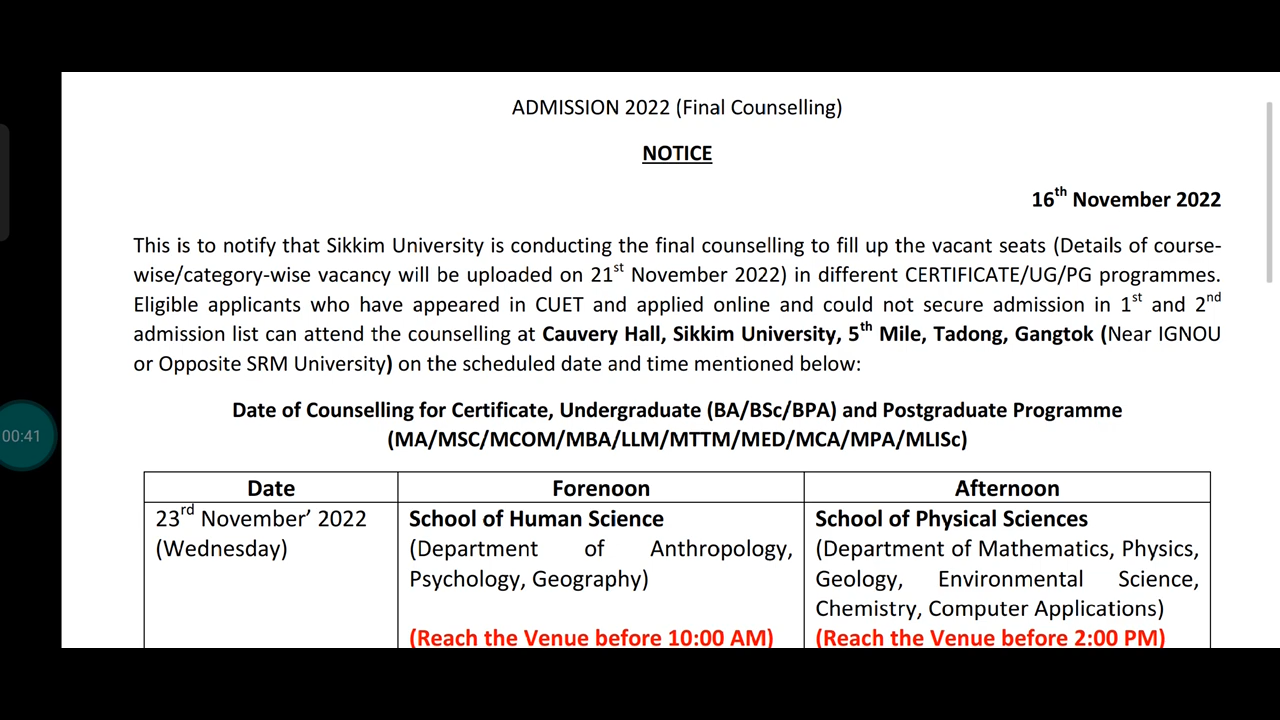 ADMISSION 2022 (Final Counselling)
NOTICE
16th November 2022
This is to notify that Sikkim University is conducting the final counselling to fill up the vacant seats (Details of course-
wise/category-wise vacancy will be uploaded on 21st November 2022) in different CERTIFICATE/UG/PG programmes.
Eligible applicants who have appeared in CUET and applied online and could not secure admission in 1st and 2nd
admission list can attend the counselling at Cauvery Hall, Sikkim University, 5th Mile, Tadong, Gangtok (Near IGNOU
or Opposite SRM University) on the scheduled date and time mentioned below:
Date of Counselling for Certificate, Undergraduate (BA/BSc/BPA) and Postgraduate Programme
(MA/MSC/MCOM/MBA/LLM/MTTM/MED/MCA/MPA/MLISc)
00:41
Date Forenoon Afternoon
23rd November’ 2022 School of Human Science School of Physical Sciences
(Wednesday) (Department of Anthropology, (Department of Mathematics, Physics,
Psychology, Geography) Geology, Environmental Science,
Chemistry, Computer Applications)
(Reach the Venue before 10:00 AM) (Reach the Venue before 2:00 PM)